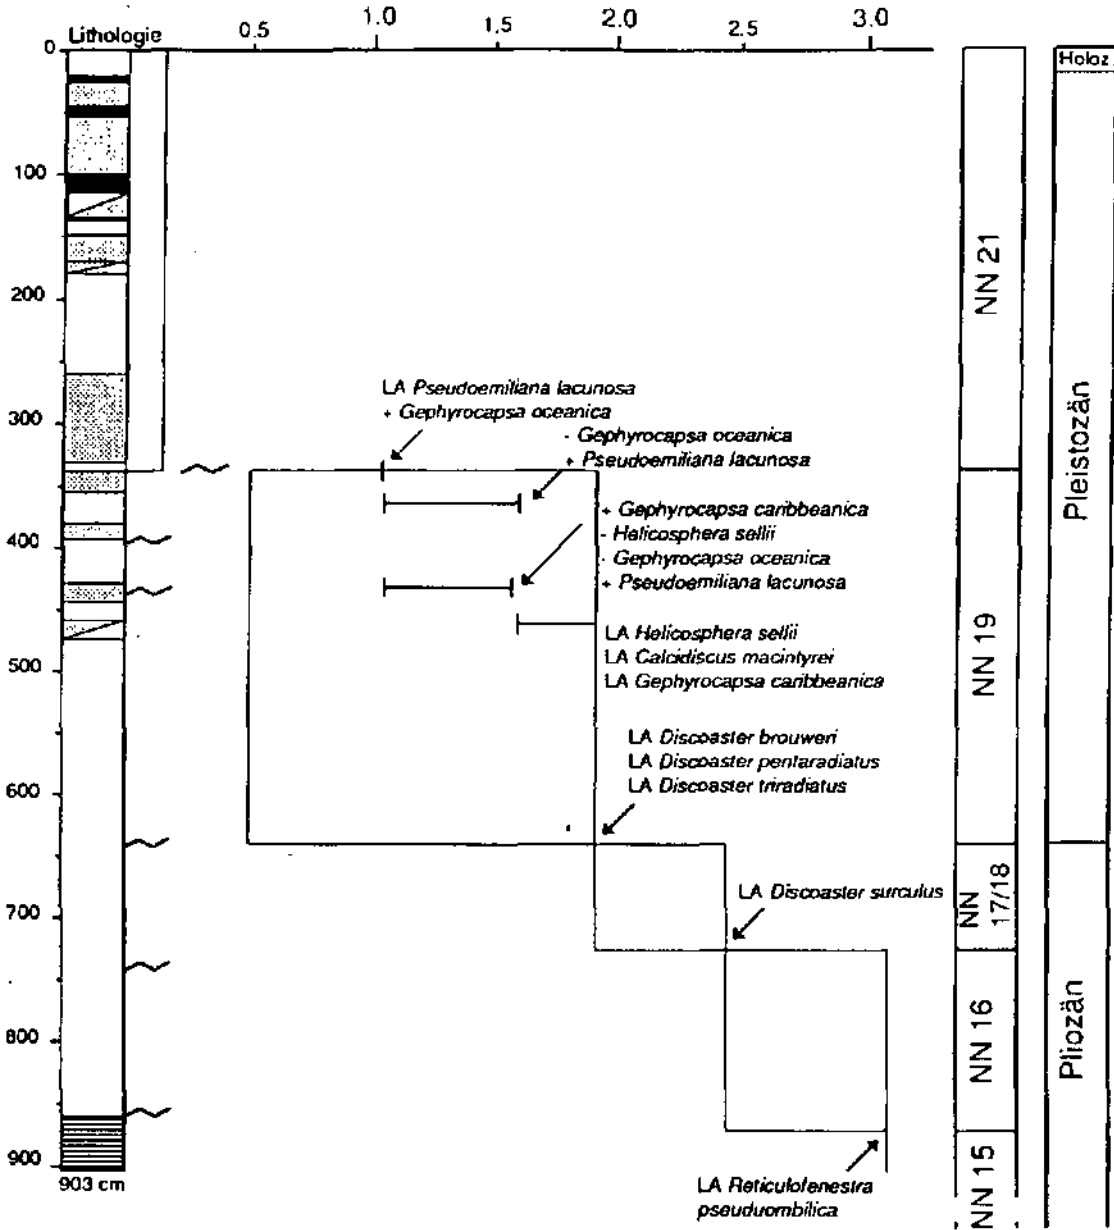 Lithologie
0.5
1.0
1.5
2.0
2.5
3.0
0
100
200
300
400
500
600
700
800
900
903 cm
LA Pseudoemiliana lacunosa
+ Gephyrocapsa oceanica
- Gephyrocapsa oceanica
+ Pseudoemiliana lacunosa
+ Gephyrocapsa caribbeanica
- Helicosphera sellii
- Gephyrocapsa oceanica
+ Pseudoemiliana lacunosa
LA Helicosphera sellii
LA Calcidiscus macintyrei
LA Gephyrocapsa caribbeanica
LA Discoaster brouweri
LA Discoaster pentaradiatus
LA Discoaster triradiatus
LA Discoaster surculus
LA Reticulofenestra
pseuduombilica
NN 21
NN 19
NN
17/18
NN 16
NN 15
Holoz.
Pleistozän
Pliozän